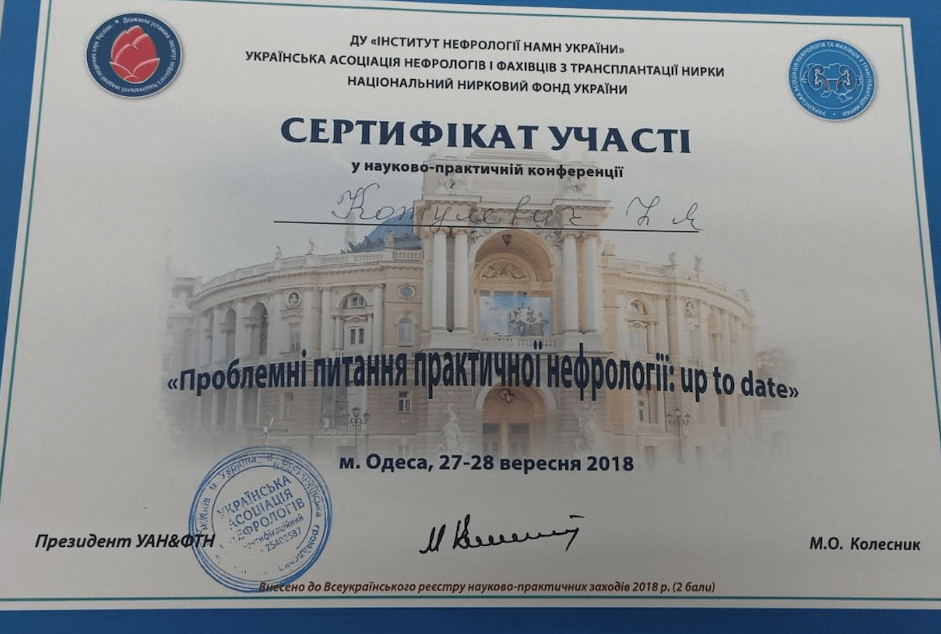 ДУ «ІНСТИТУТ НЕФРОЛОГІЇ НАМН УКРАЇНИ»
УКРАЇНСЬКА АСОЦІАЦІЯ НЕФРОЛОГІВ І ФАХІВЦІВ З ТРАНСПЛАНТАЦІЇ НИРКИ
НАЦІОНАЛЬНИЙ НИРКОВИЙ ФОНД УКРАЇНИ
СЕРТИФІКАТ УЧАСТІ
у науково-практичній конференції
«Проблемні питання практичної нефрології: up to date»
м. Одеса, 27-28 вересня 2018
УКРАЇНСЬКА
АСОЦІАЦІЯ
НЕФРОЛОГІВ
25402587
Президент УАН&ФТН
М.О. Колесник
Внесено до Всеукраїнського реєстру науково-практичних заходів 2018 р. (2 бали)